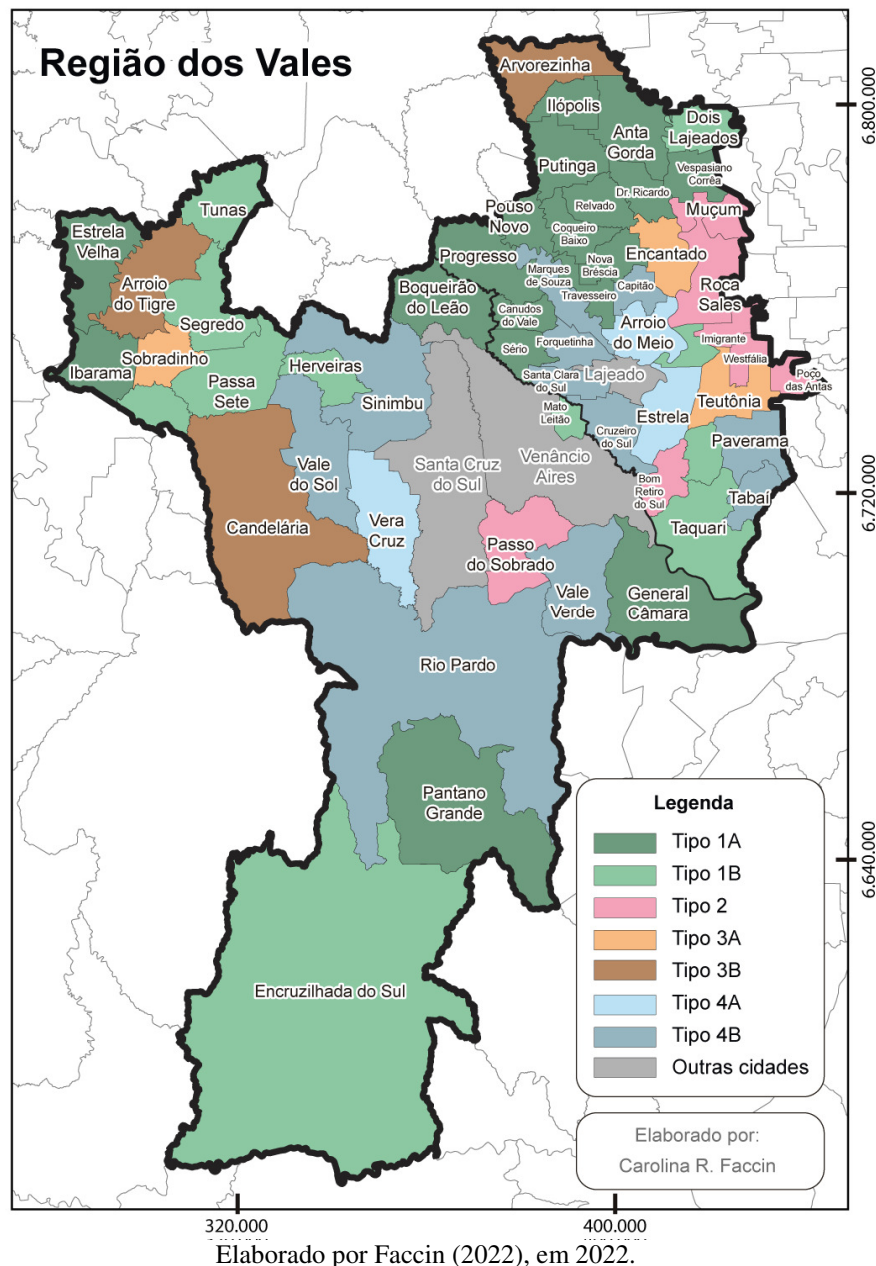 Região dos Vales
Arvorezinha
Ilópolis
Dois
Lajeados
Anta
Gorda
Putinga
Vespasiano
Corrêa
Dr. Ricardo
Tunas
Pouso
Novo
Relvado
Muçum
Estrela
Velha
Coqueiro
Baixo
Progresso
Nova
Bréscia
Encantado
Arroio
do Tigre
Boqueirão
do Leão
Marques
de Souza
Travesseiro
Capitão
Roca
Sales
Segredo
Canudos
do Vale
Arroio
do Meio
Sobradinho
Sério
Forquetinha
Imigrante
Westfália
Ibarama
Herveiras
Passa
Sete
Sinimbu
Santa Clara
do Sul
Lajeado
Poço
das Antas
Mato
Leitão
Estrela
Teutônia
Cruzeiro
do Sul
Paverama
Vale
do Sol
Santa Cruz
do Sul
Venâncio
Aires
Bom
Retiro
do Sul
Tabaí
Candelária
Vera
Cruz
Passo
do Sobrado
Taquari
Vale
Verde
General
Câmara
Rio Pardo
Pantano
Grande
Encruzilhada do Sul
Legenda
Tipo 1A
Tipo 1B
Tipo 2
Tipo 3A
Tipo 3B
Tipo 4A
Tipo 4B
Outras cidades
Elaborado por:
Carolina R. Faccin
6.800.000
6.720.000
6.640.000
320.000
400.000
Elaborado por Faccin (2022), em 2022.